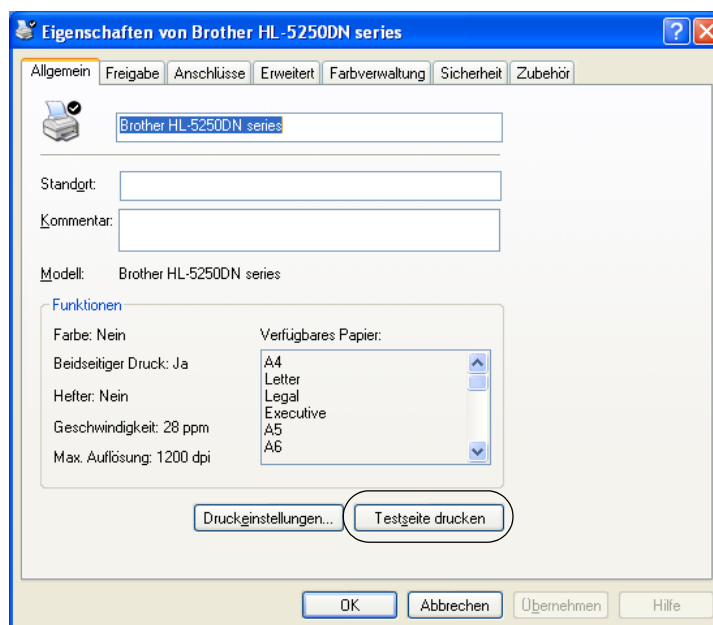 Eigenschaften von Brother HL-5250DN series
Allgemein Freigabe Anschlüsse Erweitert Farbverwaltung Sicherheit Zubehör
Brother HL-5250DN series
Standort:
Kommentar:
Modell: Brother HL-5250DN series
Funktionen
Farbe: Nein
Verfügbares Papier:
Beidseitiger Druck: Ja
Hefter: Nein
Geschwindigkeit: 28 ppm
Max. Auflösung: 1200 dpi
A4
Letter
Legal
Executive
A5
A6
Druckeinstellungen... Testseite drucken
OK Abbrechen Übernehmen Hilfe